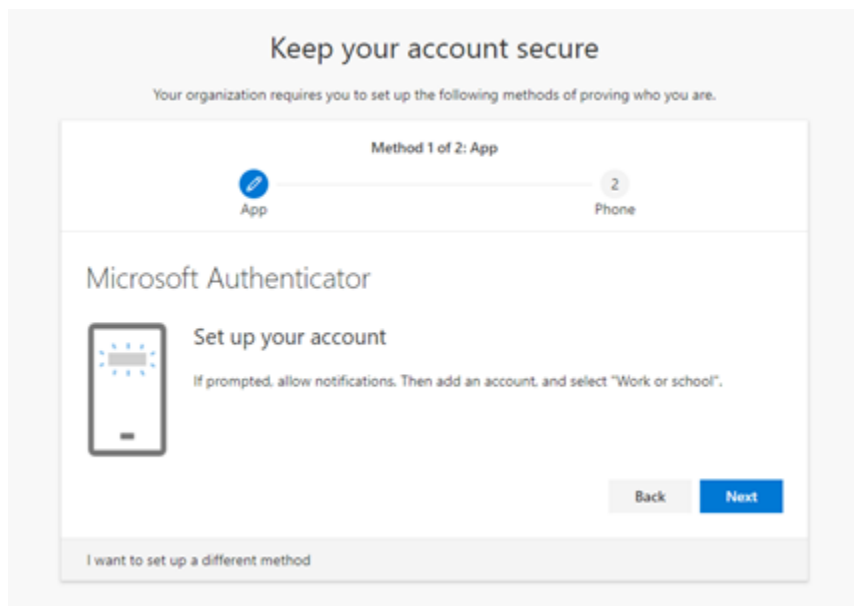 Keep your account secure
Your organization requires you to set up the following methods of proving who you are.
Method 1 of 2: App
2
App
Phone
Microsoft Authenticator
Set up your account
If prompted, allow notifications. Then add an account, and select "Work or school".
Back
Next
I want to set up a different method